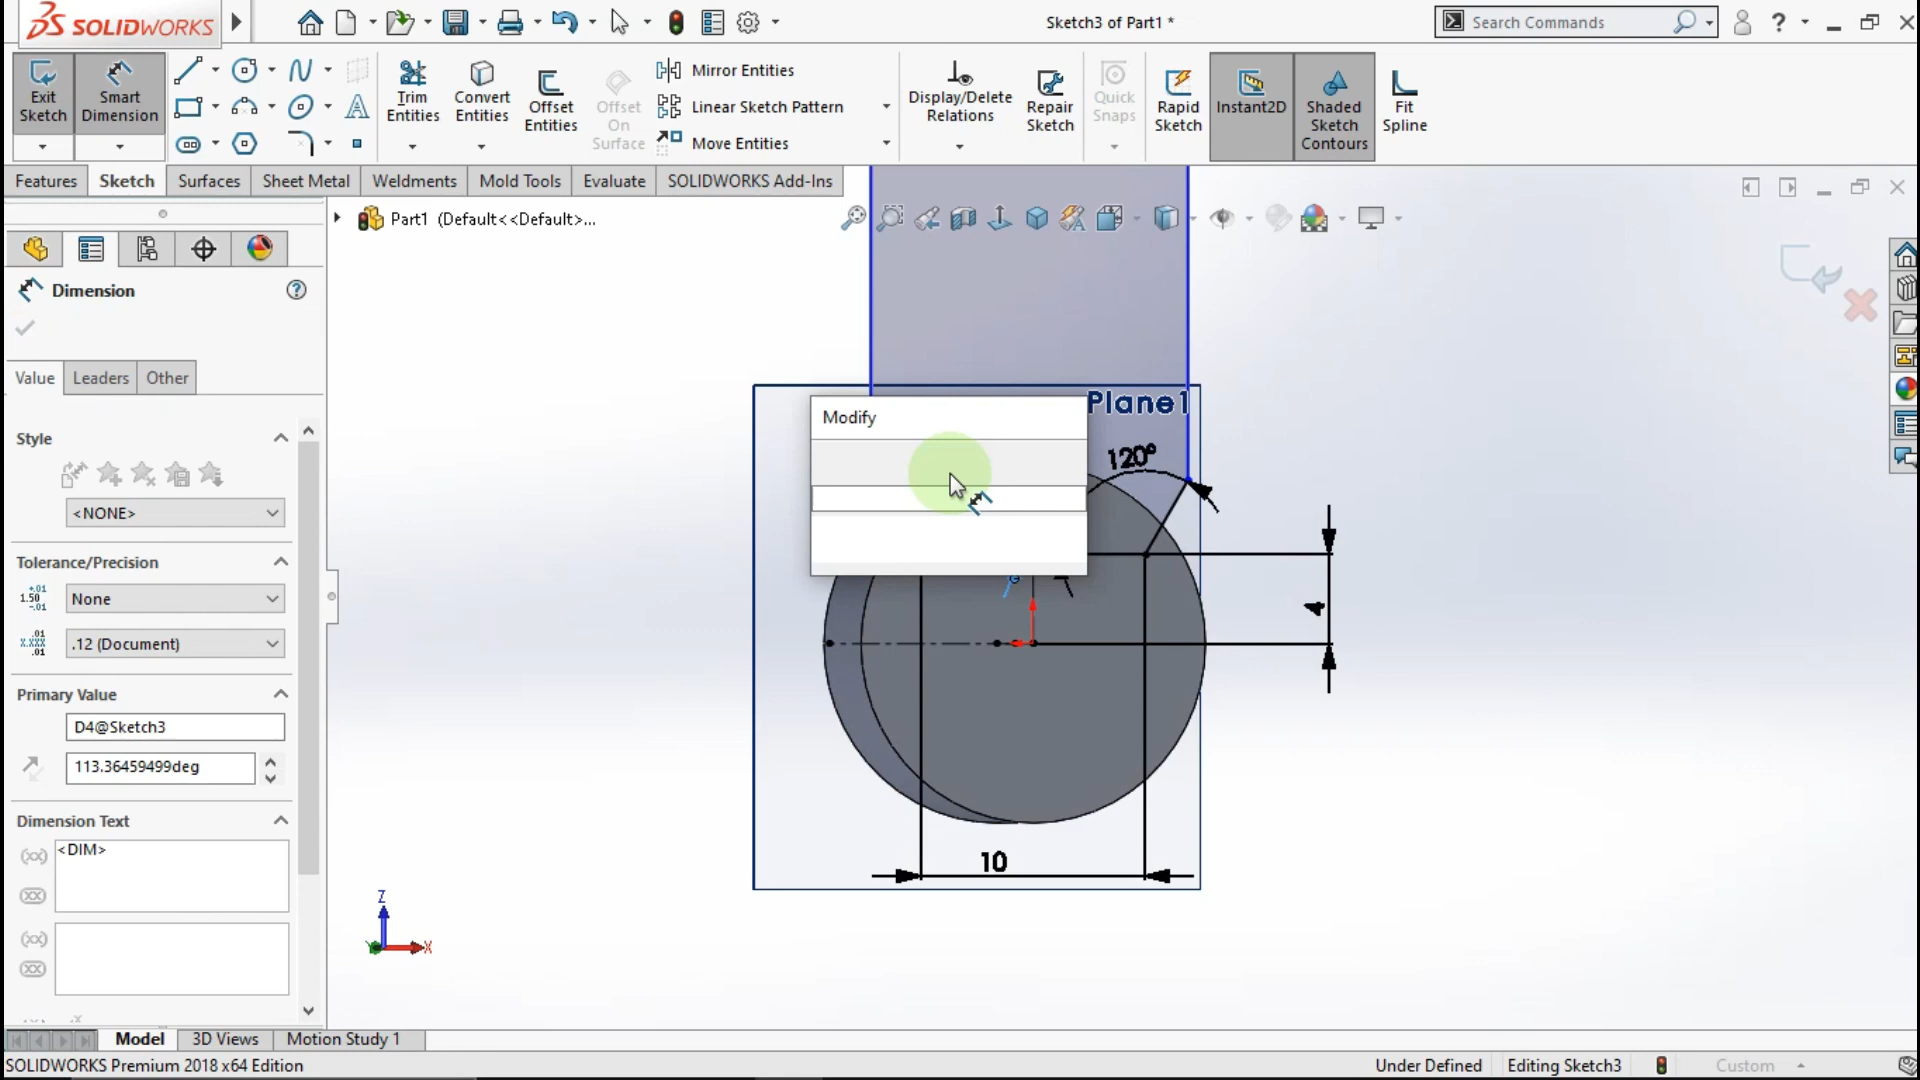 SOLIDWORKS
Sketch3 of Part1 *
Search Commands
Exit Sketch
Smart Dimension
Trim Entities
Convert Entities
Offset Entities
Offset On Surface
Mirror Entities
Linear Sketch Pattern
Move Entities
Display/Delete Relations
Repair Sketch
Quick Snaps
Rapid Sketch
Instant2D
Shaded Sketch Contours
Fit Spline
Features
Sketch
Surfaces
Sheet Metal
Weldments
Mold Tools
Evaluate
SOLIDWORKS Add-Ins
Part1 (Default<<Default>...
Dimension
Value
Leaders
Other
Style
<NONE>
Tolerance/Precision
None
.12 (Document)
Primary Value
D4@Sketch3
113.36459499deg
Dimension Text
<DIM>
Modify
Plane1
120°
4
10
Z
X
Model
3D Views
Motion Study 1
SOLIDWORKS Premium 2018 x64 Edition
Under Defined
Editing Sketch3
Custom